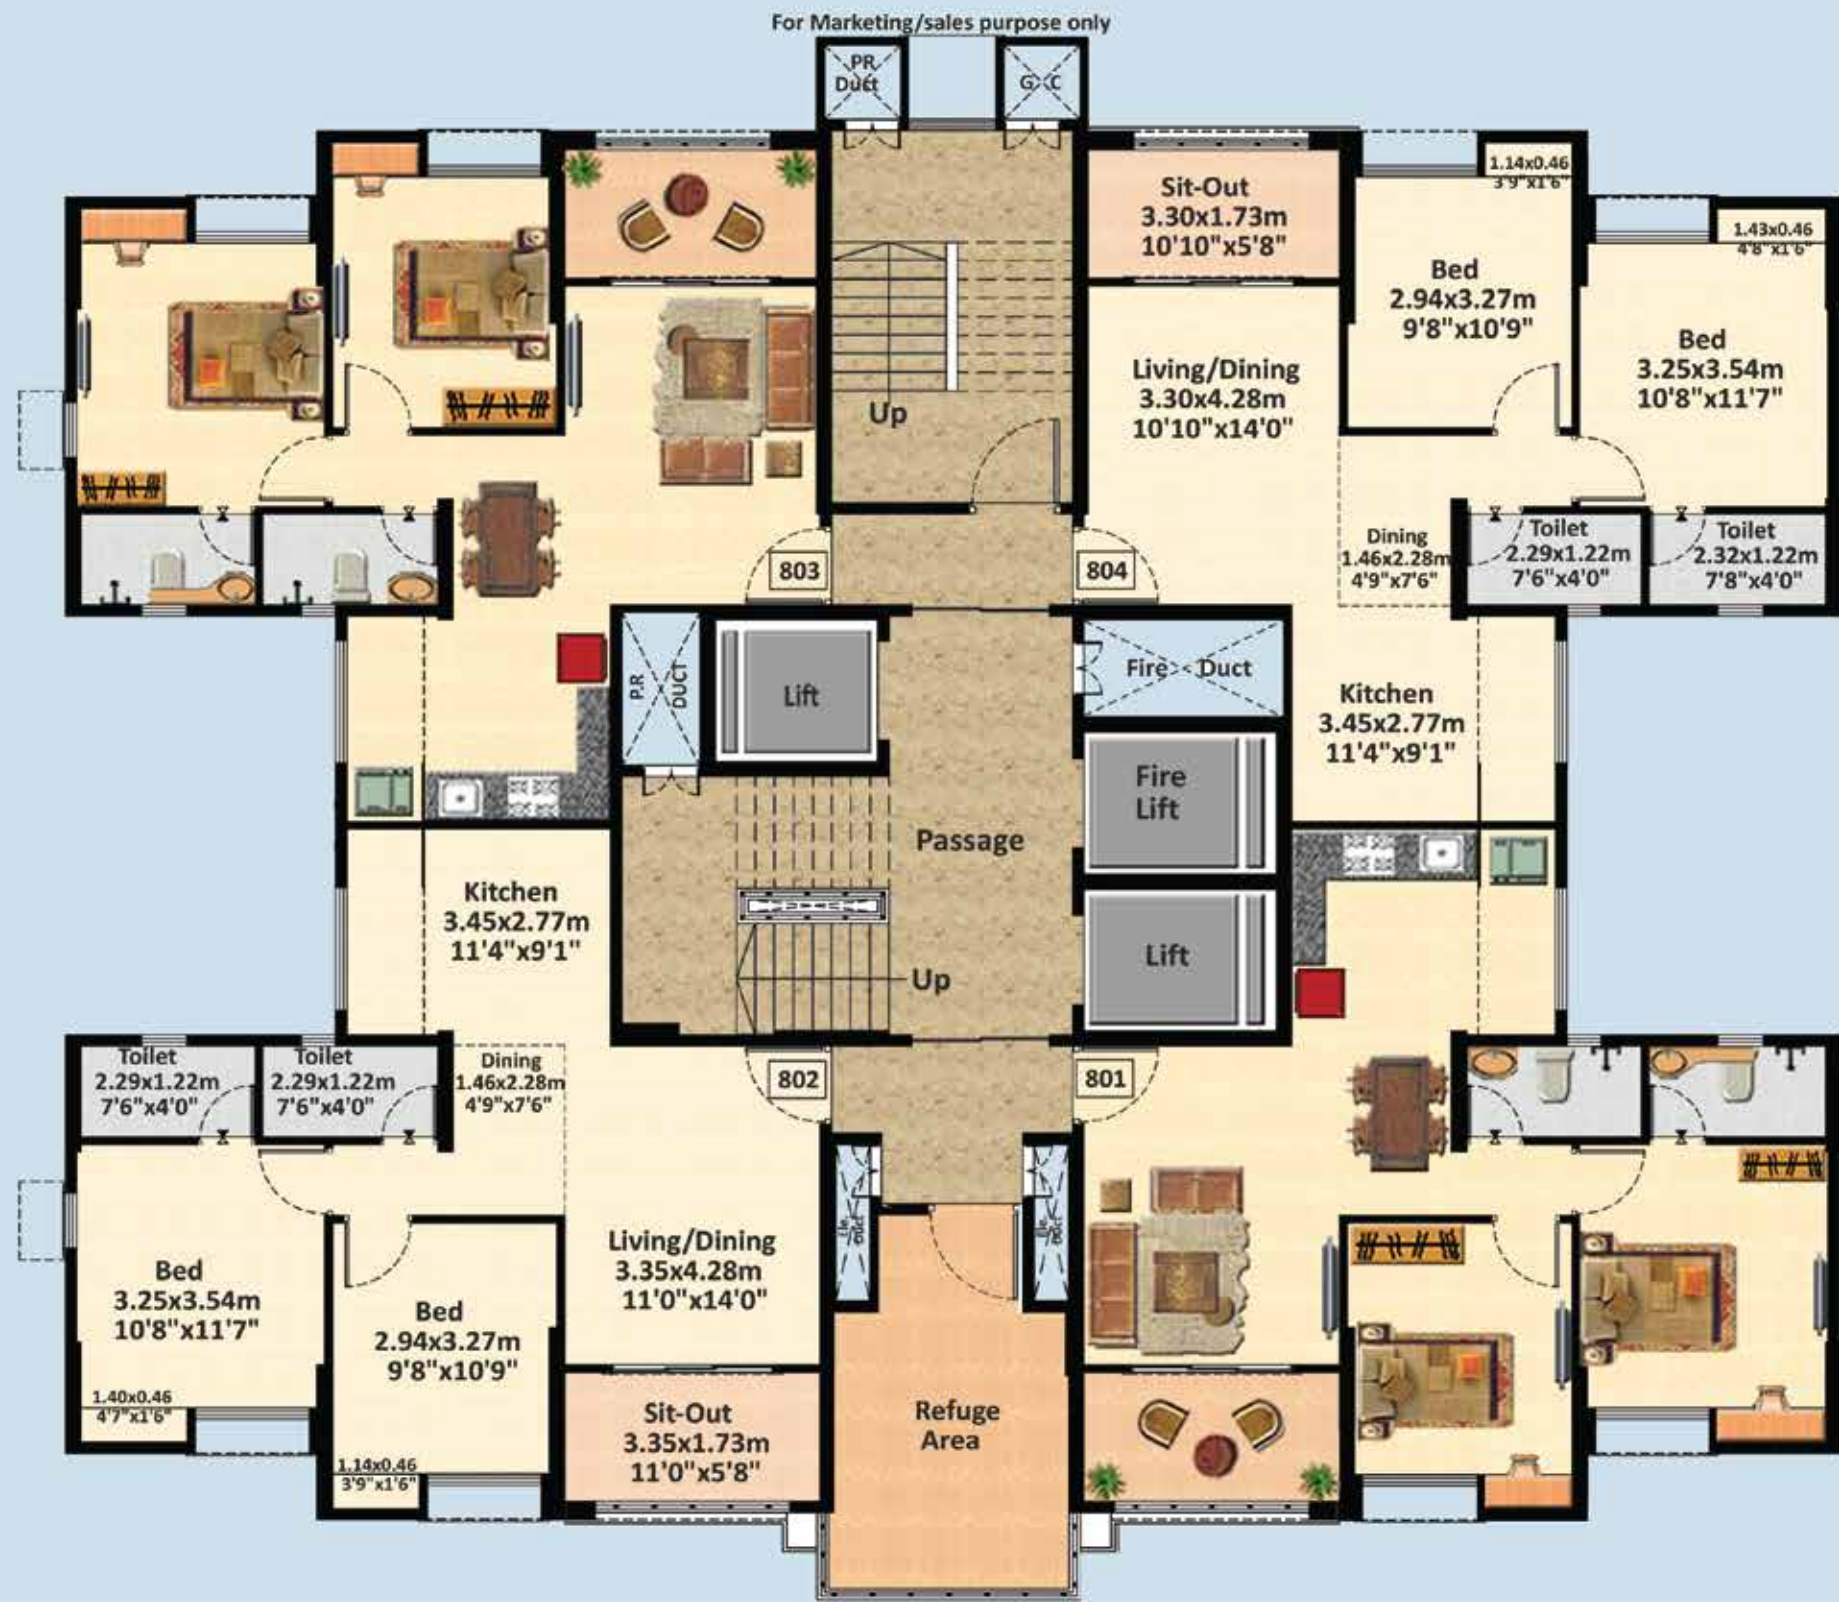 For Marketing/sales purpose only
PR
Duct
G C
1.14x0.46
3'9"x1'6"
Sit-Out
3.30x1.73m
10'10"x5'8"
1.43x0.46
4'8"x1'6"
Bed
2.94x3.27m
9'8"x10'9"
Bed
3.25x3.54m
10'8"x11'7"
Living/Dining
3.30x4.28m
10'10"x14'0"
Up
Dining
1.46x2.28m
4'9"x7'6"
Toilet
2.29x1.22m
7'6"x4'0"
Toilet
2.32x1.22m
7'8"x4'0"
803
804
P.R
DUCT
Lift
Fire Duct
Kitchen
3.45x2.77m
11'4"x9'1"
Fire
Lift
Passage
Kitchen
3.45x2.77m
11'4"x9'1"
Lift
Up
Toilet
2.29x1.22m
7'6"x4'0"
Toilet
2.29x1.22m
7'6"x4'0"
Dining
1.46x2.28m
4'9"x7'6"
802
801
Ele.
Duct
Ele.
Duct
Living/Dining
3.35x4.28m
11'0"x14'0"
Bed
3.25x3.54m
10'8"x11'7"
Bed
2.94x3.27m
9'8"x10'9"
1.40x0.46
4'7"x1'6"
Sit-Out
3.35x1.73m
11'0"x5'8"
Refuge
Area
1.14x0.46
3'9"x1'6"